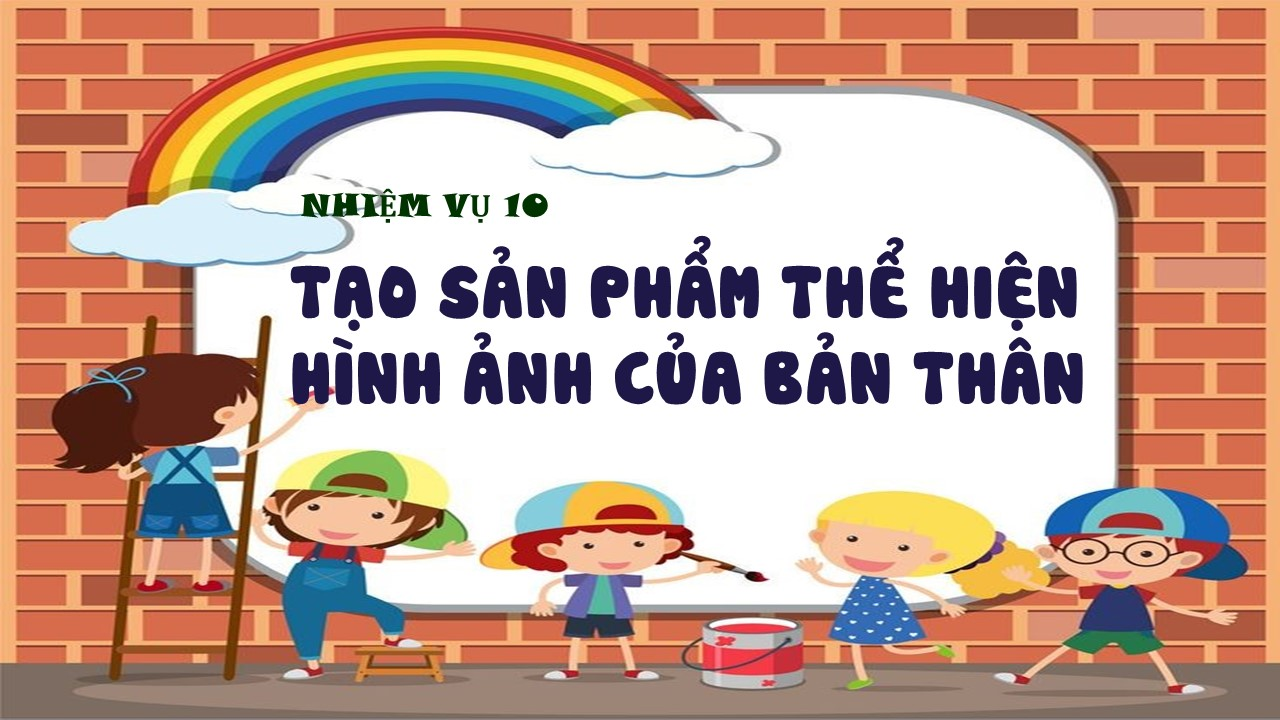 NHIỆM VỤ 10
TẠO SẢN PHẨM THỂ HIỆN
HÌNH ẢNH CỦA BẢN THÂN